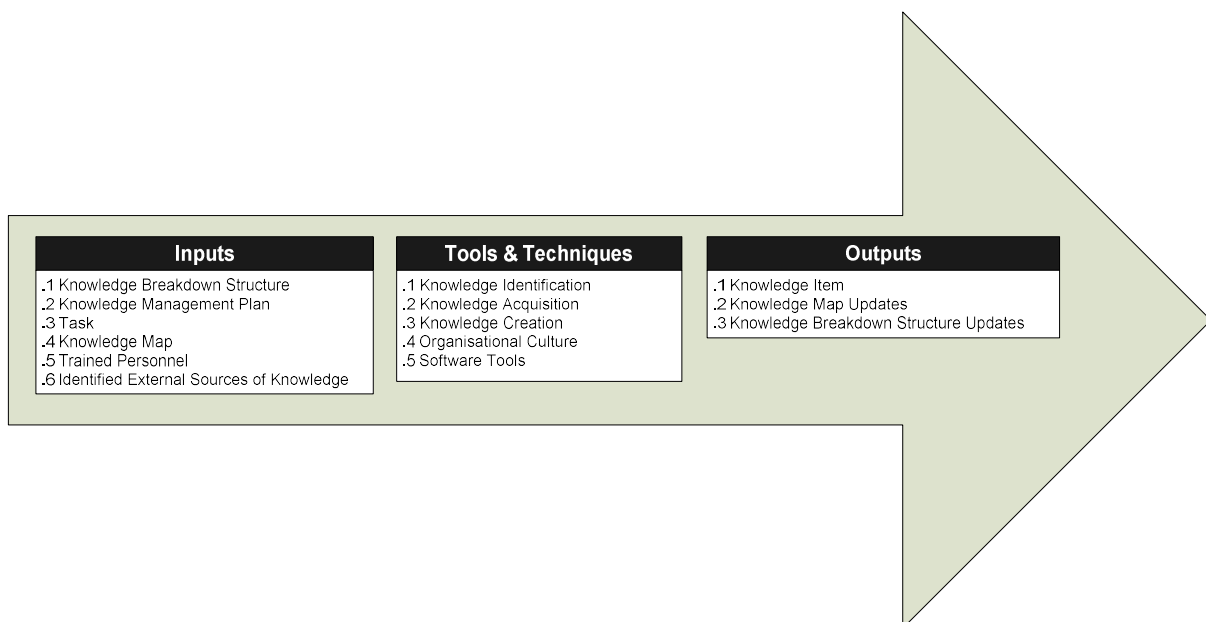 Inputs
.1 Knowledge Breakdown Structure
.2 Knowledge Management Plan
.3 Task
.4 Knowledge Map
.5 Trained Personnel
.6 Identified External Sources of Knowledge
Tools & Techniques
.1 Knowledge Identification
.2 Knowledge Acquisition
.3 Knowledge Creation
.4 Organisational Culture
.5 Software Tools
Outputs
.1 Knowledge Item
.2 Knowledge Map Updates
.3 Knowledge Breakdown Structure Updates